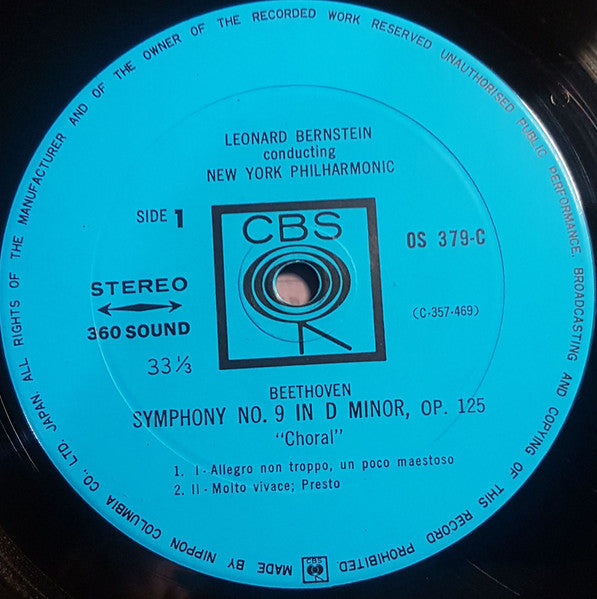 ALL RIGHTS OF THE MANUFACTURER AND OF THE OWNER OF THE RECORDED WORK RESERVED UNAUTHORISED PUBLIC PERFORMANCE, BROADCASTING AND COPYING OF THIS RECORD PROHIBITED.
LEONARD BERNSTEIN
conducting
NEW YORK PHILHARMONIC
SIDE 1
CBS
OS 379-C
STEREO
360 SOUND
(C-357-469)
33 ⅓
BEETHOVEN
SYMPHONY NO. 9 IN D MINOR, OP. 125
"Choral"
1. I - Allegro non troppo, un poco maestoso
2. II - Molto vivace; Presto
CBS
MADE BY NIPPON COLUMBIA CO., LTD. JAPAN